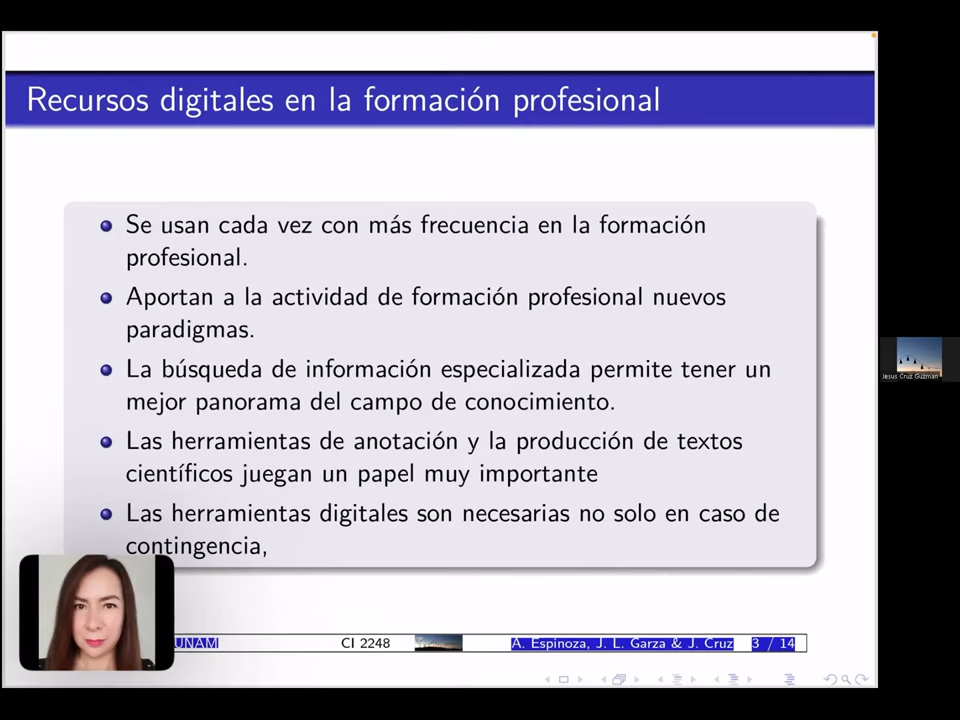 Recursos digitales en la formación profesional
Se usan cada vez con más frecuencia en la formación
profesional.
Aportan a la actividad de formación profesional nuevos
paradigmas.
La búsqueda de información especializada permite tener un
mejor panorama del campo de conocimiento.
Las herramientas de anotación y la producción de textos
científicos juegan un papel muy importante
Las herramientas digitales son necesarias no solo en caso de
contingencia,
UNAM CI 2248 A. Espinoza, J. L. Garza & J. Cruz 3 / 14
Jesus Cruz Guzman